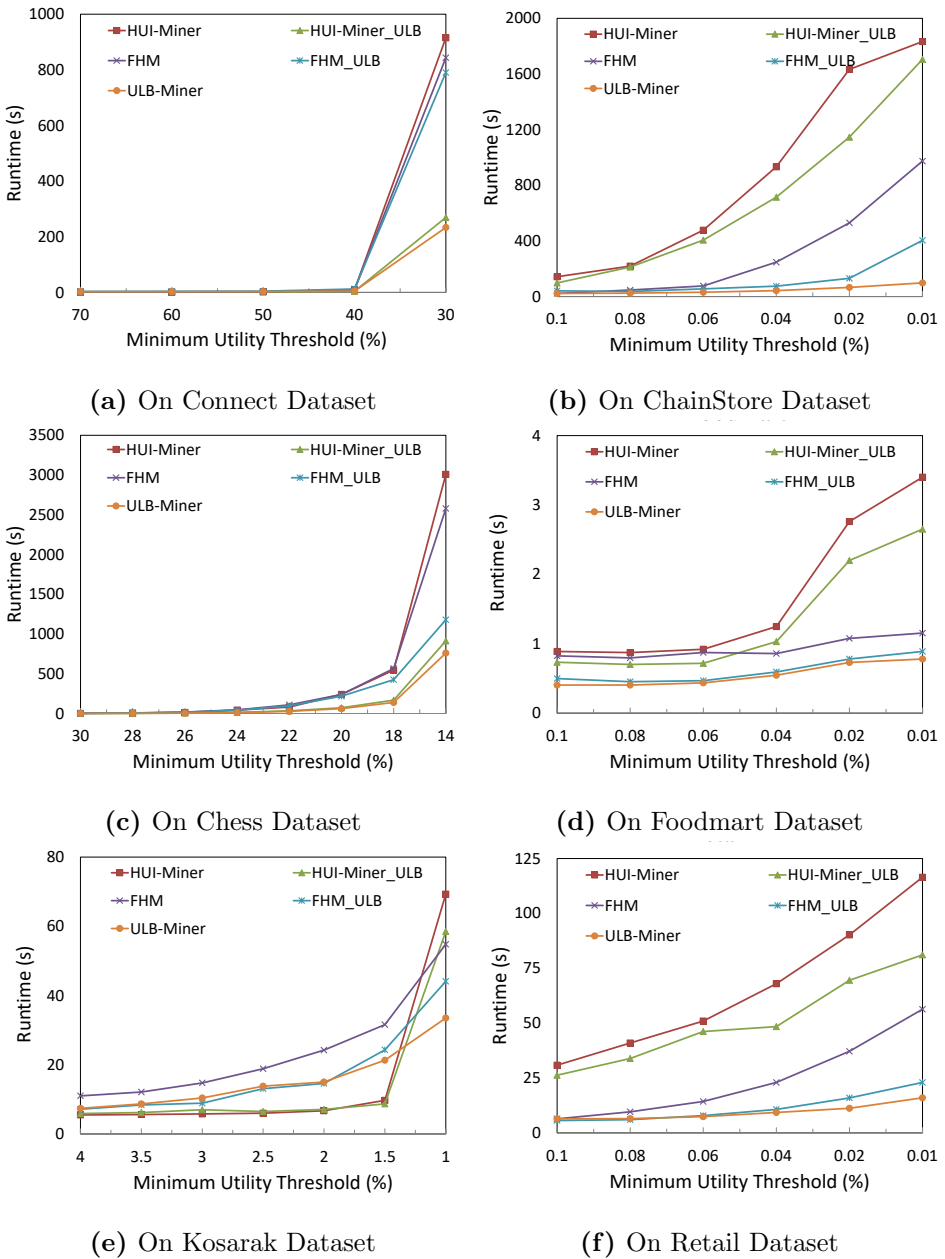 1000
800
600
400
200
0
Runtime (s)
HUI-Miner
HUI-Miner_ULB
FHM
FHM_ULB
ULB-Miner
70 60 50 40 30
Minimum Utility Threshold (%)
(a) On Connect Dataset
2000
1600
1200
800
400
0
Runtime (s)
HUI-Miner
HUI-Miner_ULB
FHM
FHM_ULB
ULB-Miner
0.1 0.08 0.06 0.04 0.02 0.01
Minimum Utility Threshold (%)
(b) On ChainStore Dataset
3500
3000
2500
2000
1500
1000
500
0
Runtime (s)
HUI-Miner
HUI-Miner_ULB
FHM
FHM_ULB
ULB-Miner
30 28 26 24 22 20 18 14
Minimum Utility Threshold (%)
(c) On Chess Dataset
4
3
2
1
0
Runtime (s)
HUI-Miner
HUI-Miner_ULB
FHM
FHM_ULB
ULB-Miner
0.1 0.08 0.06 0.04 0.02 0.01
Minimum Utility Threshold (%)
(d) On Foodmart Dataset
80
60
40
20
0
Runtime (s)
HUI-Miner
HUI-Miner_ULB
FHM
FHM_ULB
ULB-Miner
4 3.5 3 2.5 2 1.5 1
Minimum Utility Threshold (%)
(e) On Kosarak Dataset
125
100
75
50
25
0
Runtime (s)
HUI-Miner
HUI-Miner_ULB
FHM
FHM_ULB
ULB-Miner
0.1 0.08 0.06 0.04 0.02 0.01
Minimum Utility Threshold (%)
(f) On Retail Dataset